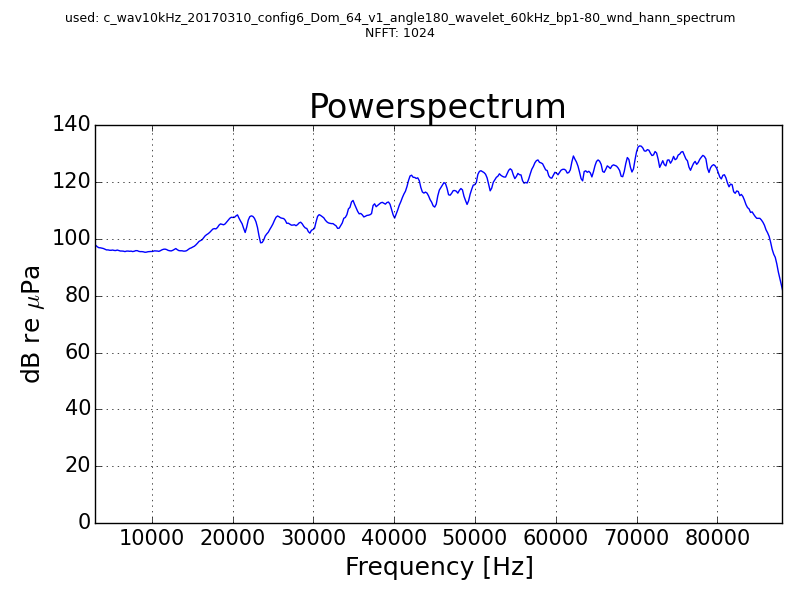 used: c_wav10kHz_20170310_config6_Dom_64_v1_angle180_wavelet_60kHz_bp1-80_wnd_hann_spectrum
NFFT: 1024
Powerspectrum
140
120
100
80
60
40
20
0
dB re μPa
10000 20000 30000 40000 50000 60000 70000 80000
Frequency [Hz]